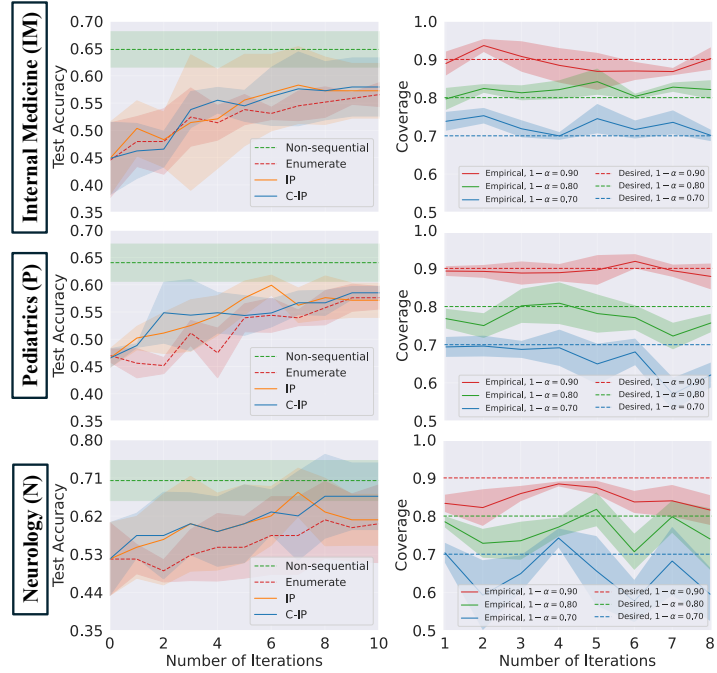 Internal Medicine (IM)
Test Accuracy
0.70
0.65
0.60
0.55
0.50
0.45
0.40
0.35
Non-sequential
Enumerate
IP
C-IP
Coverage
1.0
0.9
0.8
0.7
0.6
0.5
Empirical, 1 − α = 0.90
Empirical, 1 − α = 0.80
Empirical, 1 − α = 0.70
Desired, 1 − α = 0.90
Desired, 1 − α = 0.80
Desired, 1 − α = 0.70
Pediatrics (P)
Test Accuracy
0.70
0.65
0.60
0.55
0.50
0.45
0.40
0.35
Non-sequential
Enumerate
IP
C-IP
Coverage
1.0
0.9
0.8
0.7
0.6
0.5
Empirical, 1 − α = 0.90
Empirical, 1 − α = 0.80
Empirical, 1 − α = 0.70
Desired, 1 − α = 0.90
Desired, 1 − α = 0.80
Desired, 1 − α = 0.70
Neurology (N)
Test Accuracy
0.80
0.71
0.62
0.53
0.44
0.35
Non-sequential
Enumerate
IP
C-IP
0 2 4 6 8 10
Number of Iterations
Coverage
1.0
0.9
0.8
0.7
0.6
0.5
Empirical, 1 − α = 0.90
Empirical, 1 − α = 0.80
Empirical, 1 − α = 0.70
Desired, 1 − α = 0.90
Desired, 1 − α = 0.80
Desired, 1 − α = 0.70
1 2 3 4 5 6 7 8
Number of Iterations